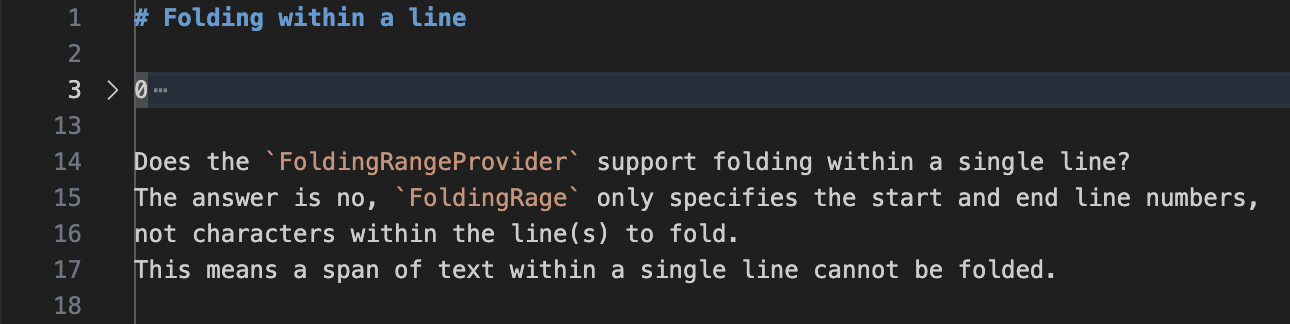 1 # Folding within a line
2
3 > 0 ⋯
13
14 Does the `FoldingRangeProvider` support folding within a single line?
15 The answer is no, `FoldingRage` only specifies the start and end line numbers,
16 not characters within the line(s) to fold.
17 This means a span of text within a single line cannot be folded.
18